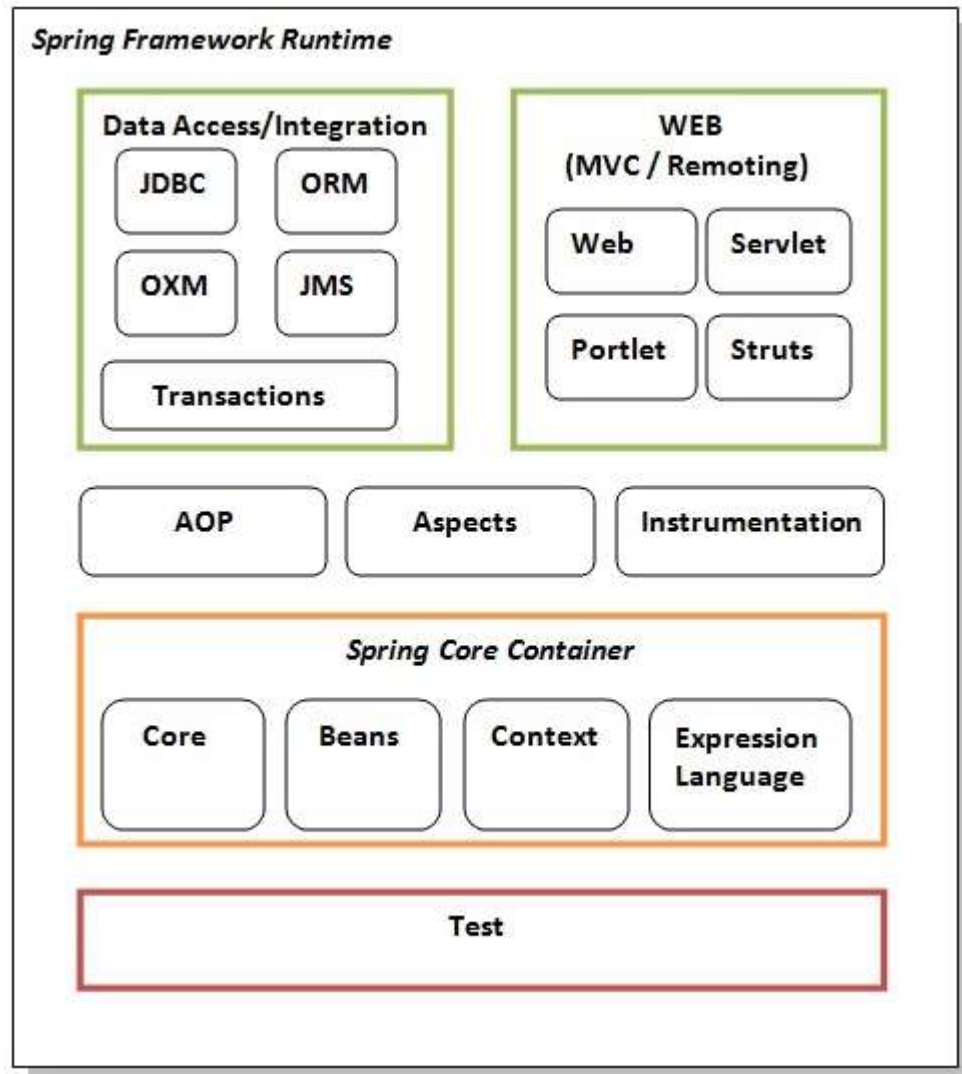 Spring Framework Runtime
Data Access/Integration
JDBC
ORM
OXM
JMS
Transactions
WEB
(MVC / Remoting)
Web
Servlet
Portlet
Struts
AOP
Aspects
Instrumentation
Spring Core Container
Core
Beans
Context
Expression
Language
Test